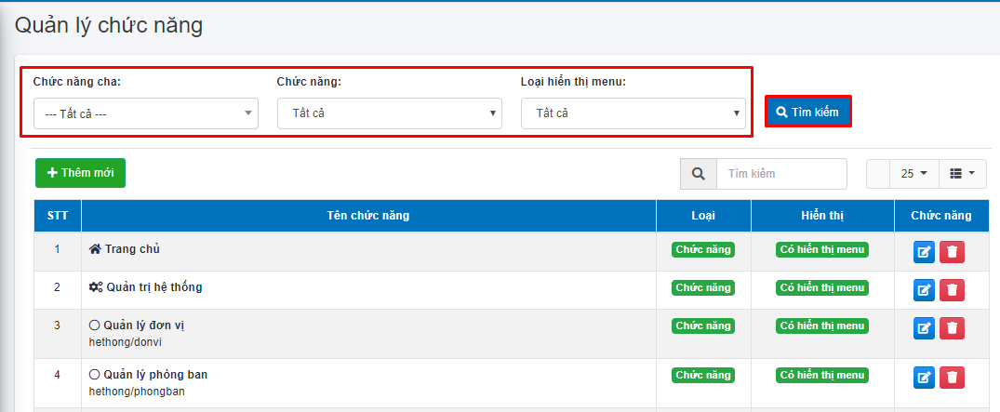 Quản lý chức năng
Chức năng cha: Chức năng: Loại hiển thị menu:
--- Tất cả --- Tất cả Tất cả Tìm kiếm
Thêm mới Tìm kiếm 25
STT Tên chức năng Loại Hiển thị Chức năng
1 Trang chủ Chức năng Có hiển thị menu
2 Quản trị hệ thống Chức năng Có hiển thị menu
3 Quản lý đơn vị Chức năng Có hiển thị menu
hethong/donvi
4 Quản lý phòng ban Chức năng Có hiển thị menu
hethong/phongban